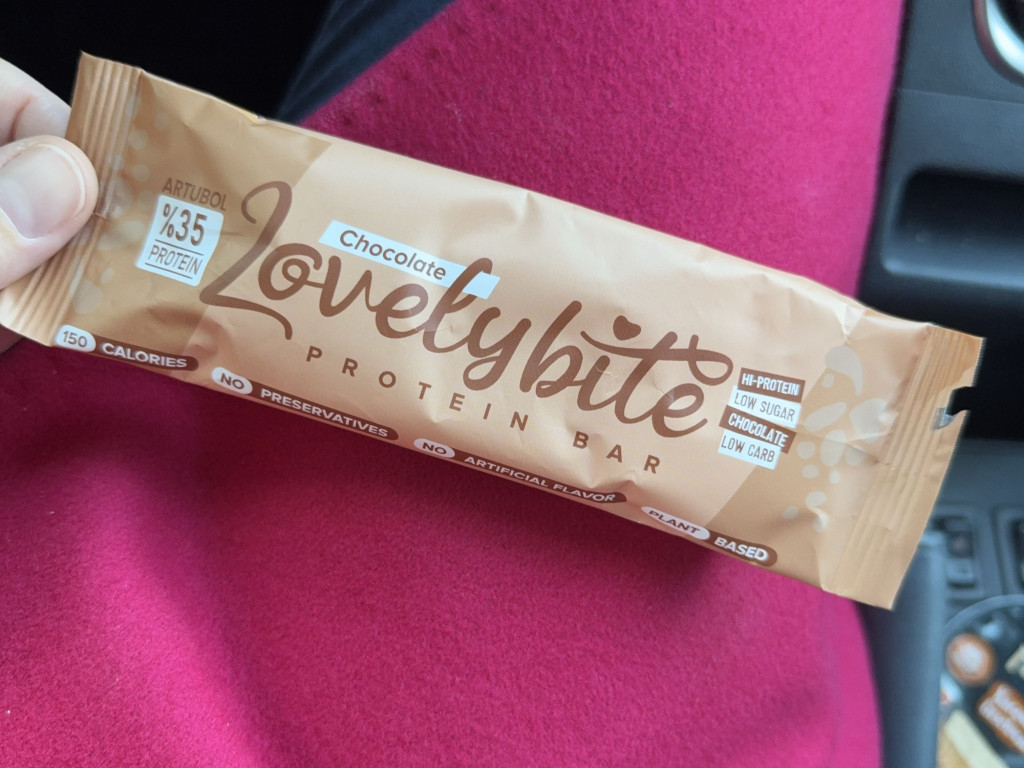 ARTUBOL
%35
PROTEIN
Chocolate
Lovelybite
PROTEIN BAR
HI-PROTEIN
LOW SUGAR
CHOCOLATE
LOW CARB
150 CALORIES
NO PRESERVATIVES
NO ARTIFICIAL FLAVOR
PLANT BASED